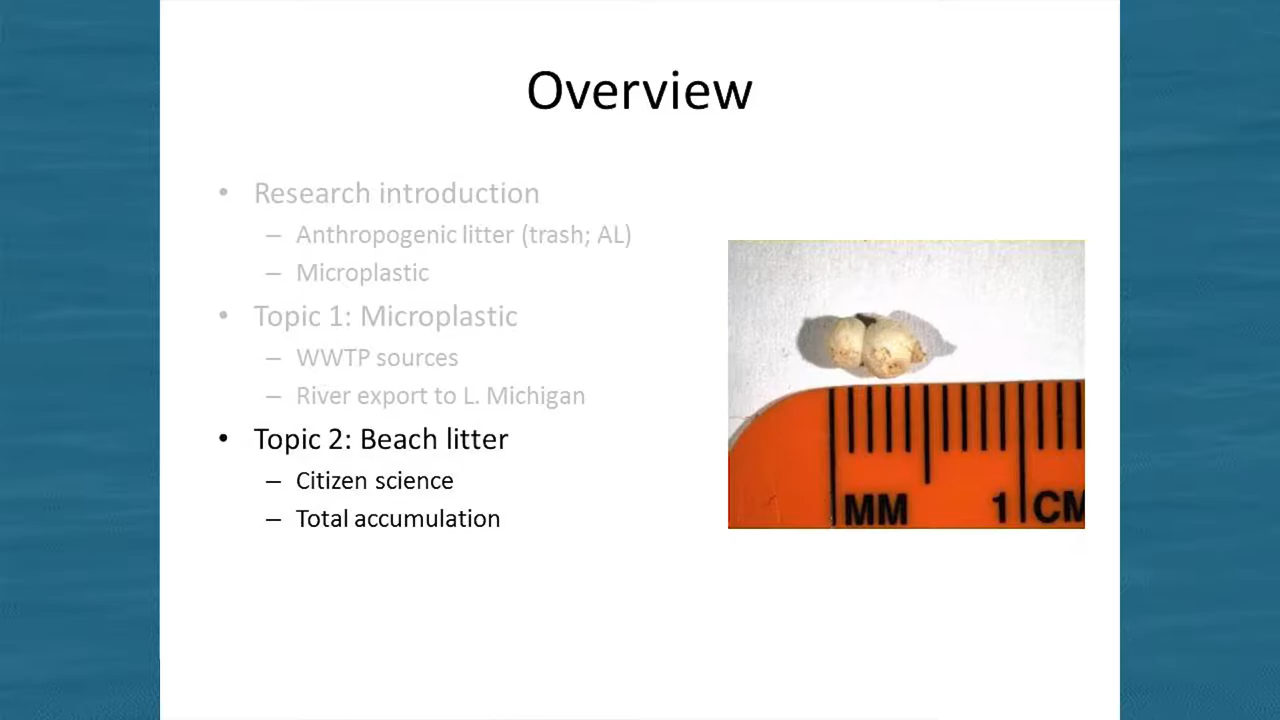 Overview
• Research introduction
– Anthropogenic litter (trash; AL)
– Microplastic
• Topic 1: Microplastic
– WWTP sources
– River export to L. Michigan
• Topic 2: Beach litter
– Citizen science
– Total accumulation
MM 1 CM